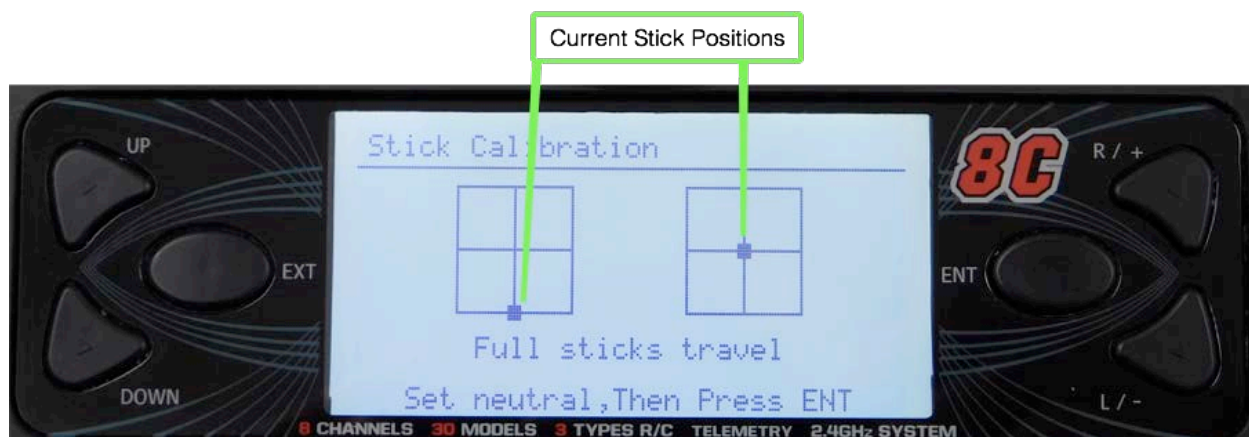 Current Stick Positions
UP
Stick Calibration
8C
R / +
EXT
ENT
Full sticks travel
DOWN
Set neutral,Then Press ENT
L / -
8 CHANNELS 30 MODELS 3 TYPES R/C TELEMETRY 2.4GHz SYSTEM